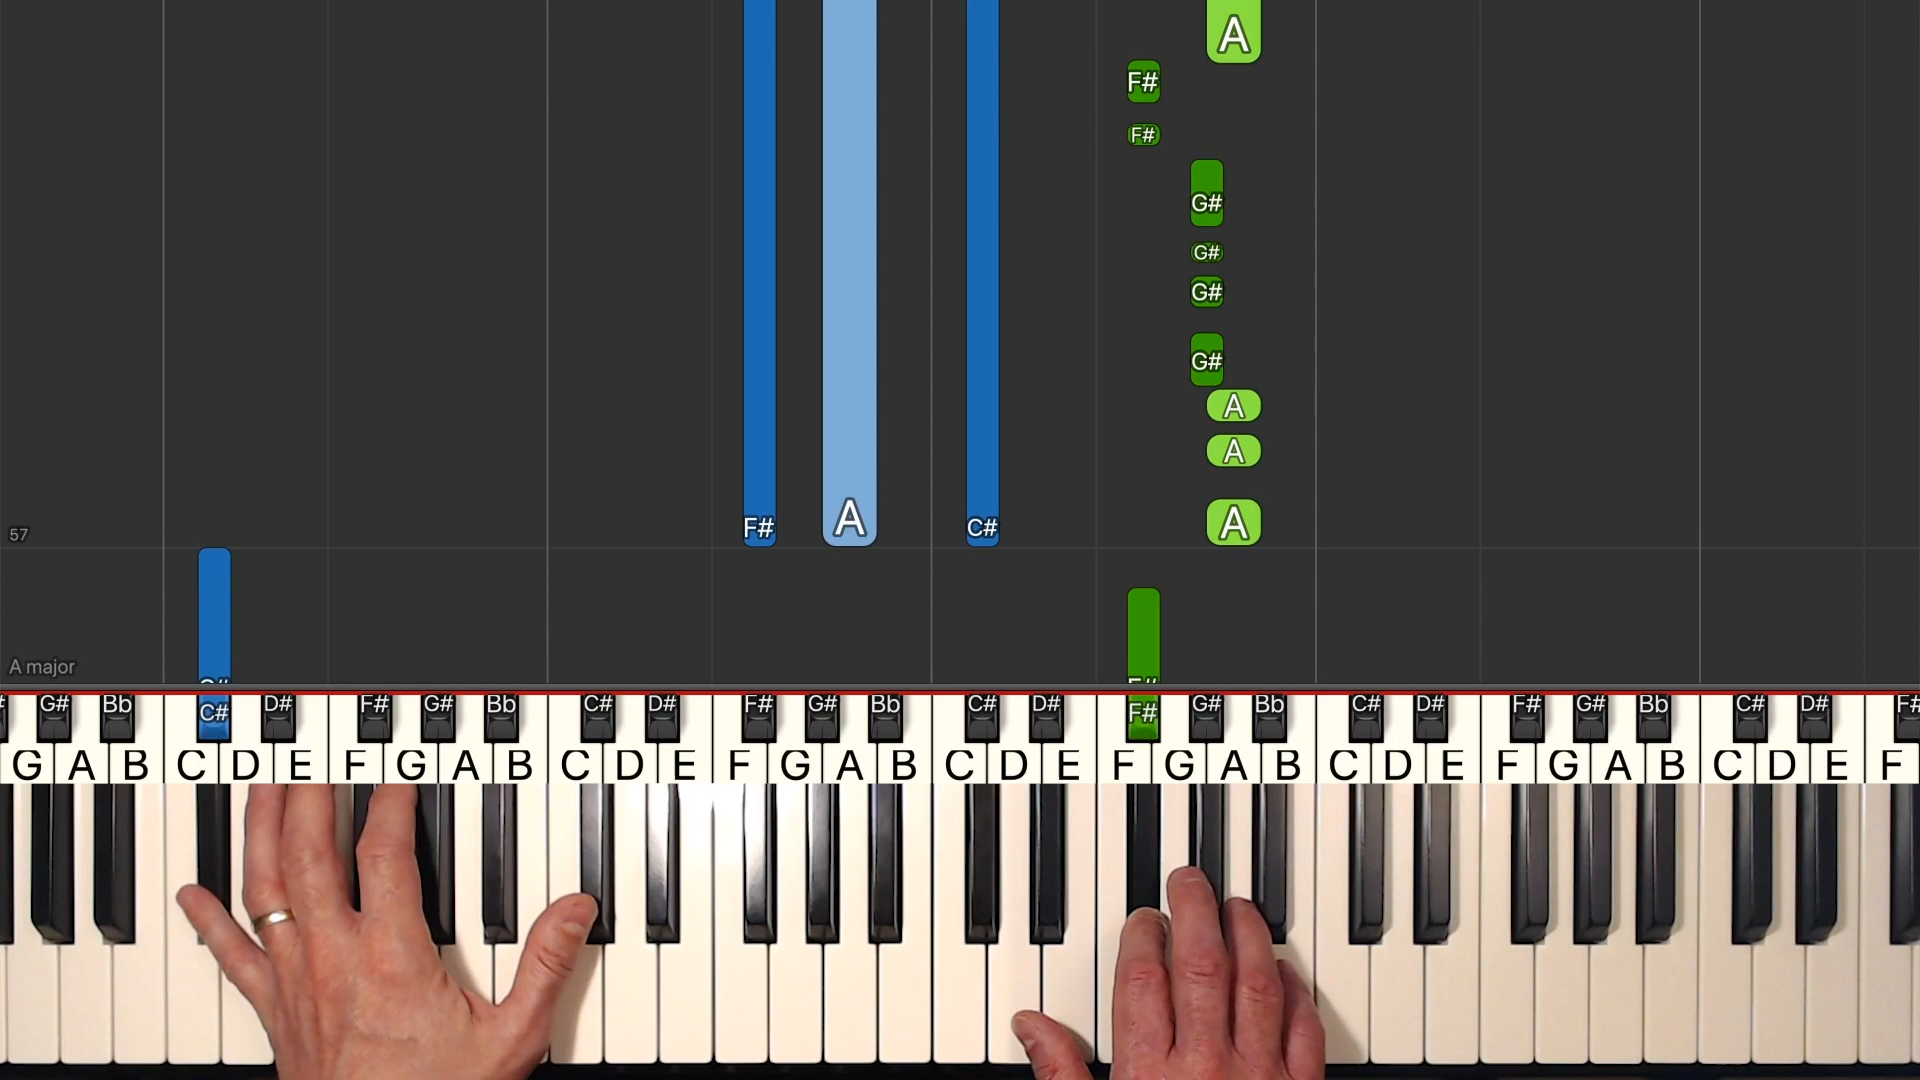 A
F#
F#
G#
G#
G#
G#
A
A
F# A C# A
57
A major
G# Bb C# D# F# G# Bb C# D# F# G# Bb C# D# F# G# Bb C# D# F# G# Bb C# D# F#
G A B C D E F G A B C D E F G A B C D E F G A B C D E F G A B C D E F